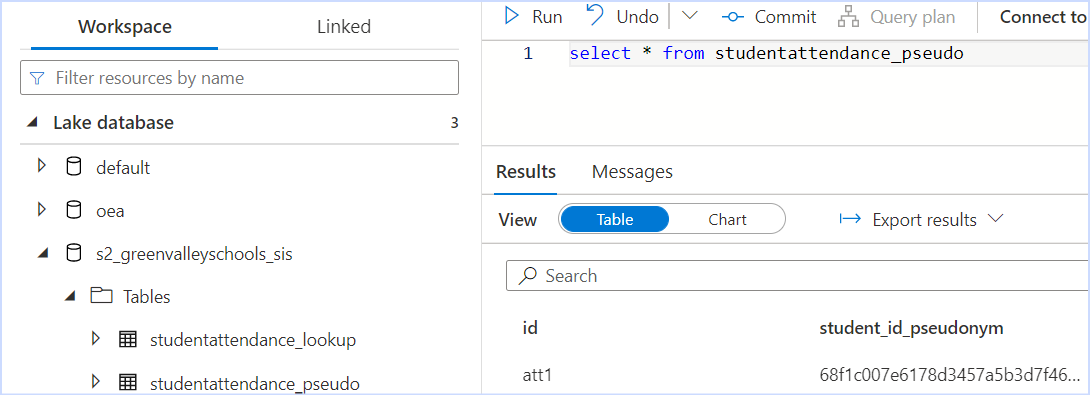 Workspace Linked
Filter resources by name
Lake database 3
default
oea
s2_greenvalleyschools_sis
Tables
studentattendance_lookup
studentattendance_pseudo
Run Undo Commit Query plan Connect to
1 select * from studentattendance_pseudo
Results Messages
View Table Chart Export results
Search
id student_id_pseudonym
att1 68f1c007e6178d3457a5b3d7f46...